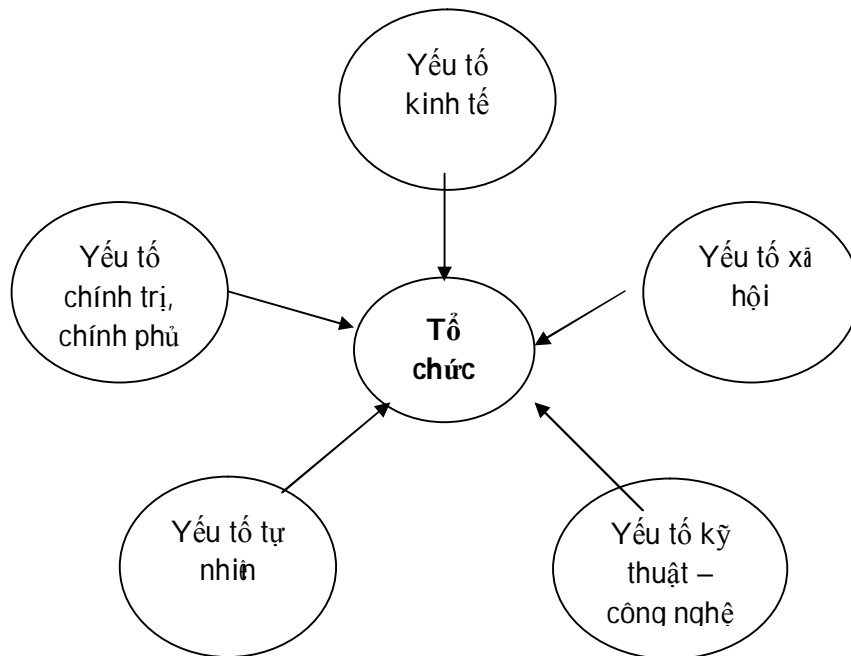 Yếu tố
kinh tế
Yếu tố
chính trị,
chính phủ
Yếu tố xã
hội
Tổ
chức
Yếu tố tự
nhiên
Yếu tố kỹ
thuật –
công nghệ